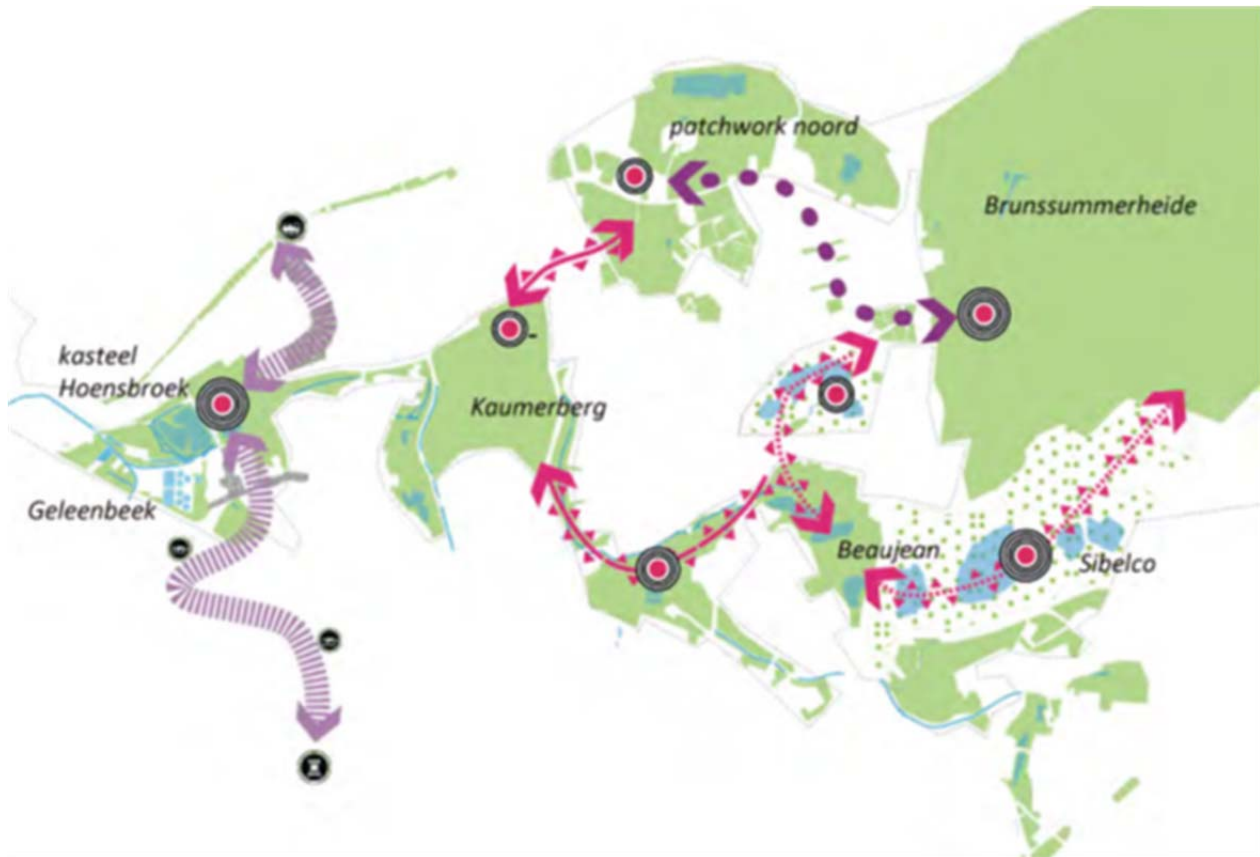 patchwork noord
Brunssummerheide
kasteel
Hoensbroek
Kaumerberg
Geleenbeek
Beaujean
Sibelco